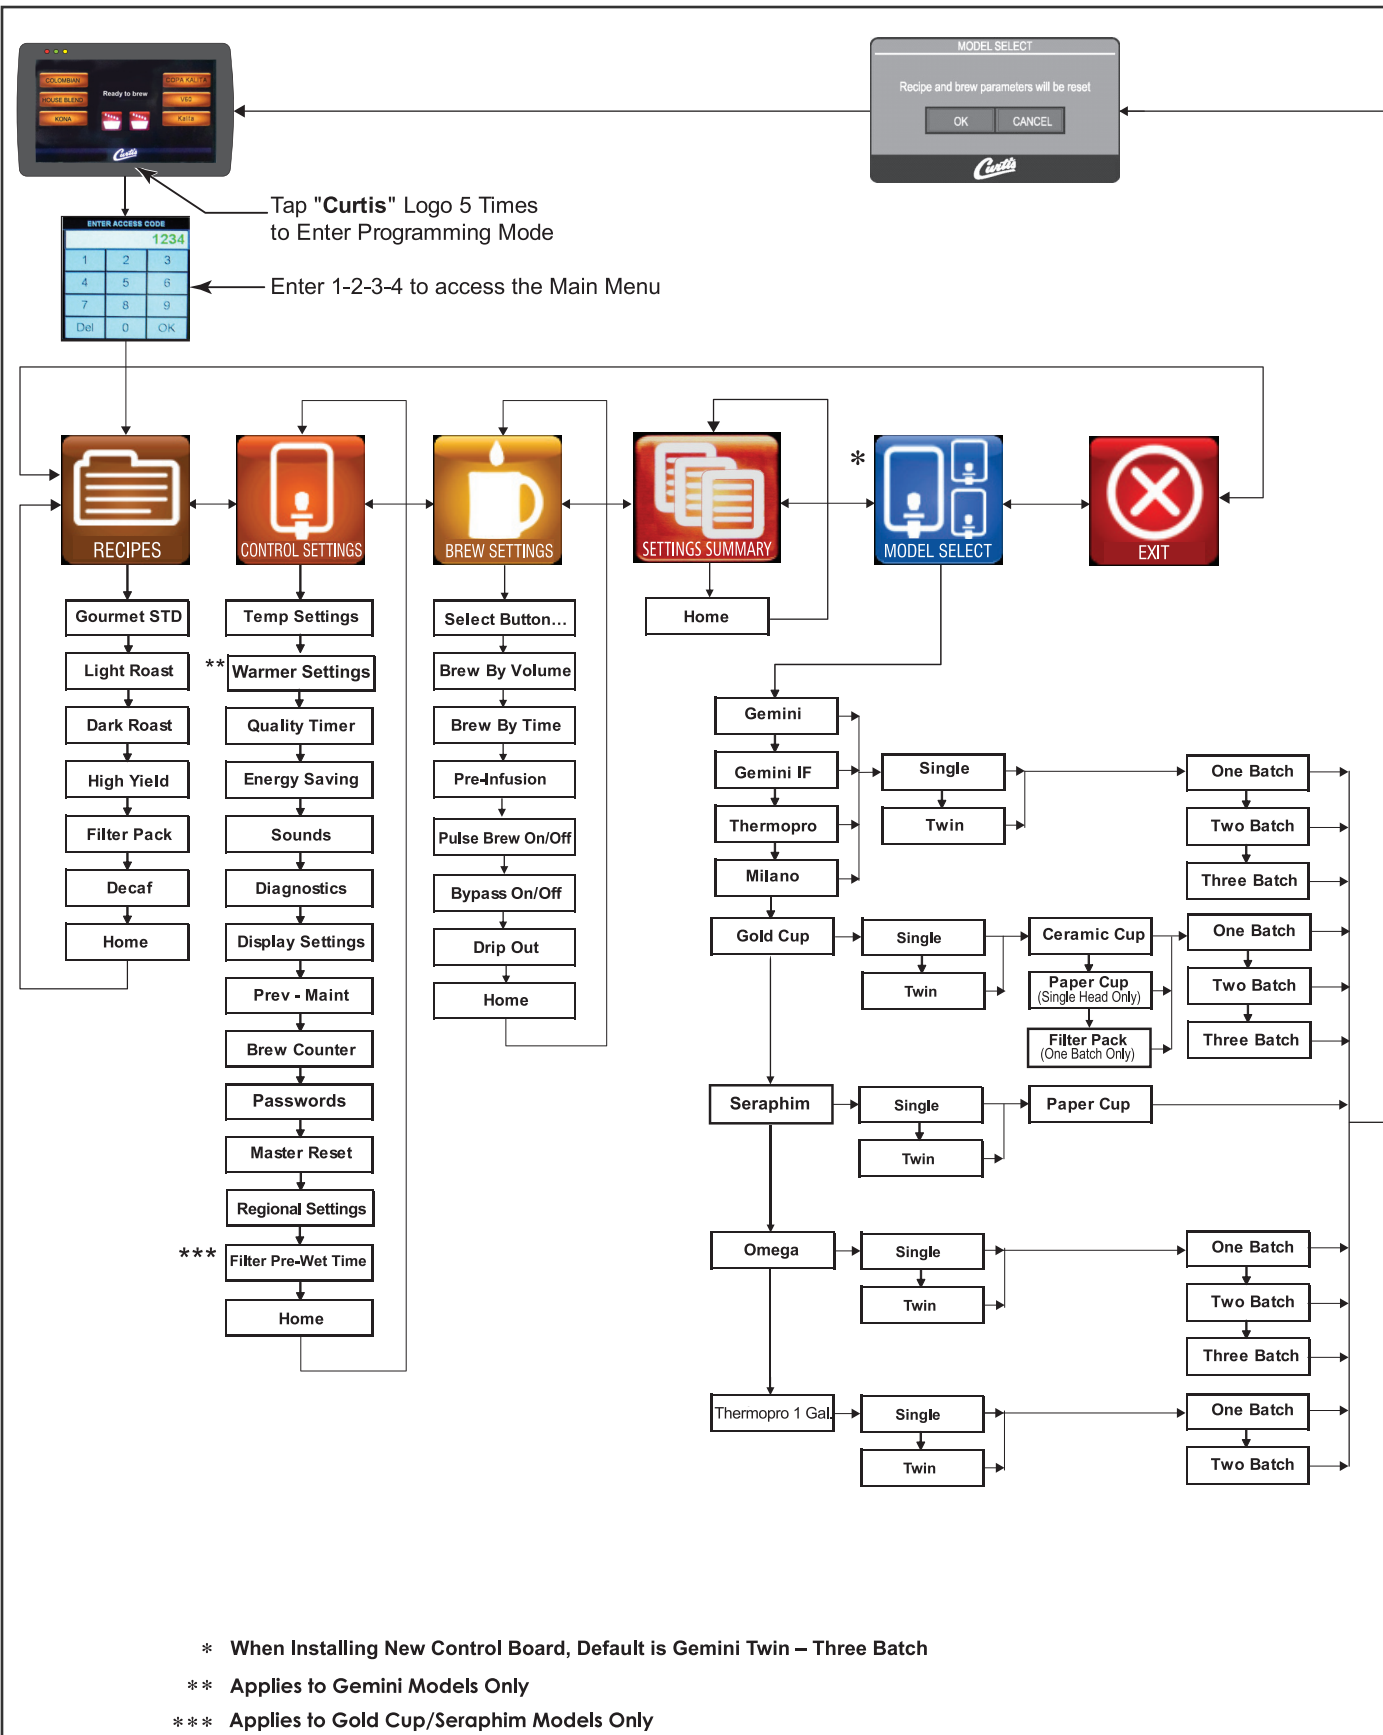 MODEL SELECT
Recipe and brew parameters will be reset
OK CANCEL
Curtis
COLOMBIAN
HOUSE BLEND
KONA
Ready to brew
COPA KALITA
V60
Kalita
Curtis
Tap "Curtis" Logo 5 Times
to Enter Programming Mode
ENTER ACCESS CODE
1234
1 2 3
4 5 6
7 8 9
Del 0 OK
Enter 1-2-3-4 to access the Main Menu
RECIPES
Gourmet STD
Light Roast
Dark Roast
High Yield
Filter Pack
Decaf
Home
CONTROL SETTINGS
Temp Settings
** Warmer Settings
Quality Timer
Energy Saving
Sounds
Diagnostics
Display Settings
Prev - Maint
Brew Counter
Passwords
Master Reset
Regional Settings
*** Filter Pre-Wet Time
Home
BREW SETTINGS
Select Button...
Brew By Volume
Brew By Time
Pre-Infusion
Pulse Brew On/Off
Bypass On/Off
Drip Out
Home
SETTINGS SUMMARY
Home
*
MODEL SELECT
Gemini
Gemini IF
Thermopro
Milano
Single
Twin
One Batch
Two Batch
Three Batch
Gold Cup
Single
Twin
Ceramic Cup
Paper Cup
(Single Head Only)
Filter Pack
(One Batch Only)
One Batch
Two Batch
Three Batch
Seraphim
Single
Twin
Paper Cup
Omega
Single
Twin
One Batch
Two Batch
Three Batch
Thermopro 1 Gal.
Single
Twin
One Batch
Two Batch
EXIT
* When Installing New Control Board, Default is Gemini Twin – Three Batch
** Applies to Gemini Models Only
*** Applies to Gold Cup/Seraphim Models Only